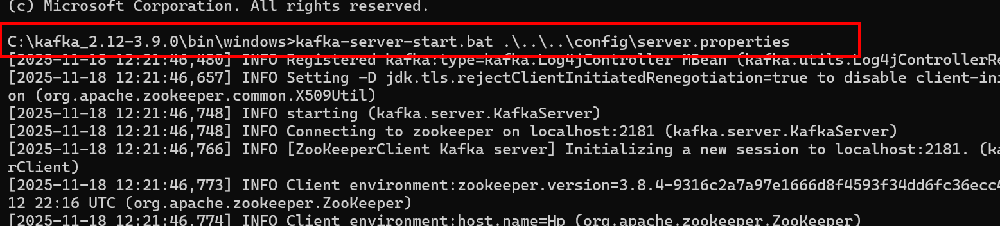 (c) Microsoft Corporation. All rights reserved.
C:\kafka_2.12-3.9.0\bin\windows>kafka-server-start.bat .\..\..\config\server.properties
[2025-11-18 12:21:46,480] INFO Registered kafka:type=kafka.Log4jController MBean (kafka.utils.Log4jControllerRe
[2025-11-18 12:21:46,657] INFO Setting -D jdk.tls.rejectClientInitiatedRenegotiation=true to disable client-ini
on (org.apache.zookeeper.common.X509Util)
[2025-11-18 12:21:46,748] INFO starting (kafka.server.KafkaServer)
[2025-11-18 12:21:46,748] INFO Connecting to zookeeper on localhost:2181 (kafka.server.KafkaServer)
[2025-11-18 12:21:46,766] INFO [ZooKeeperClient Kafka server] Initializing a new session to localhost:2181. (ka
rClient)
[2025-11-18 12:21:46,773] INFO Client environment:zookeeper.version=3.8.4-9316c2a7a97e1666d8f4593f34dd6fc36ecc
12 22:16 UTC (org.apache.zookeeper.ZooKeeper)
[2025-11-18 12:21:46,774] INFO Client environment:host.name=Hp (org.apache.zookeeper.ZooKeeper)